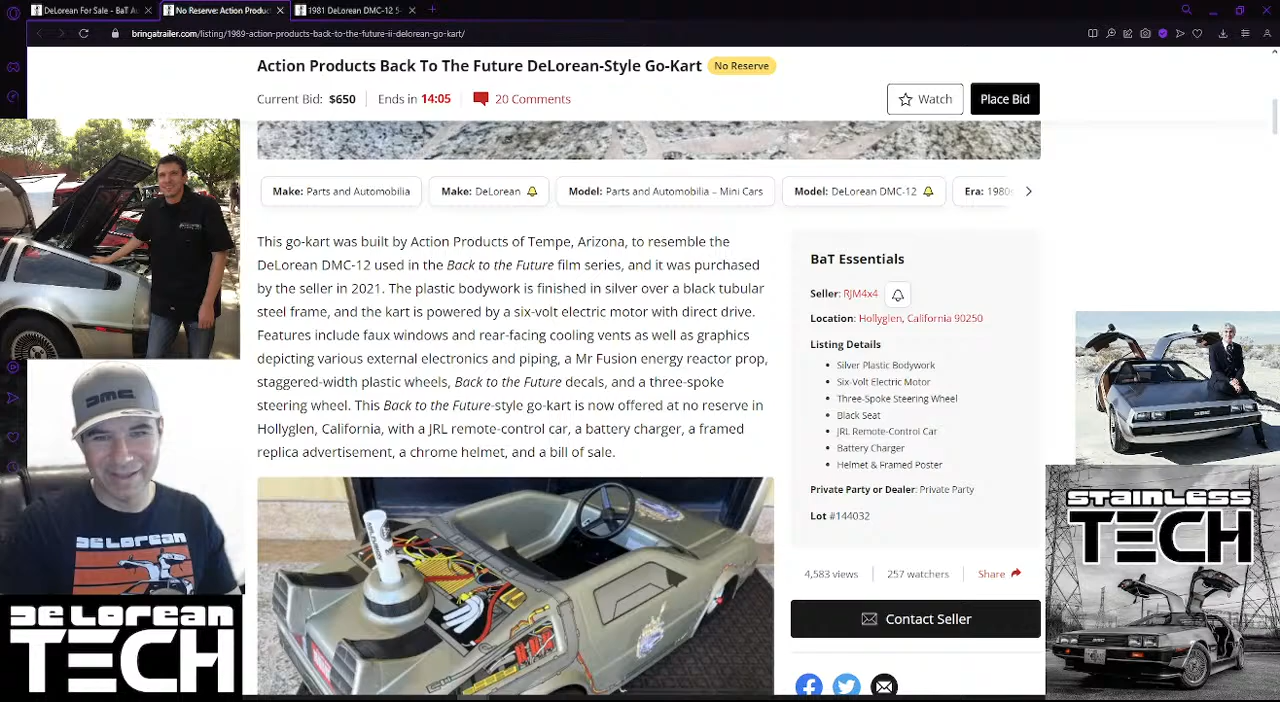 DeLorean For Sale - BaT Au
No Reserve: Action Product
1981 DeLorean DMC-12 5-
bringatrailer.com/listing/1989-action-products-back-to-the-future-ii-delorean-go-kart/
Action Products Back To The Future DeLorean-Style Go-Kart No Reserve
Current Bid: $650 Ends in 14:05 20 Comments
Watch
Place Bid
Make: Parts and Automobilia
Make: DeLorean
Model: Parts and Automobilia – Mini Cars
Model: DeLorean DMC-12
Era: 1980s
This go-kart was built by Action Products of Tempe, Arizona, to resemble the
DeLorean DMC-12 used in the Back to the Future film series, and it was purchased
by the seller in 2021. The plastic bodywork is finished in silver over a black tubular
steel frame, and the kart is powered by a six-volt electric motor with direct drive.
Features include faux windows and rear-facing cooling vents as well as graphics
depicting various external electronics and piping, a Mr Fusion energy reactor prop,
staggered-width plastic wheels, Back to the Future decals, and a three-spoke
steering wheel. This Back to the Future-style go-kart is now offered at no reserve in
Hollyglen, California, with a JRL remote-control car, a battery charger, a framed
replica advertisement, a chrome helmet, and a bill of sale.
BaT Essentials
Seller: RJM4x4
Location: Hollyglen, California 90250
Listing Details
Silver Plastic Bodywork
Six-Volt Electric Motor
Three-Spoke Steering Wheel
Black Seat
JRL Remote-Control Car
Battery Charger
Helmet & Framed Poster
Private Party or Dealer: Private Party
Lot #144032
4,583 views 257 watchers Share
Contact Seller
DMC
DELOREAN
DELOREAN
TECH
DMC
STAINLESS
TECH
DMC